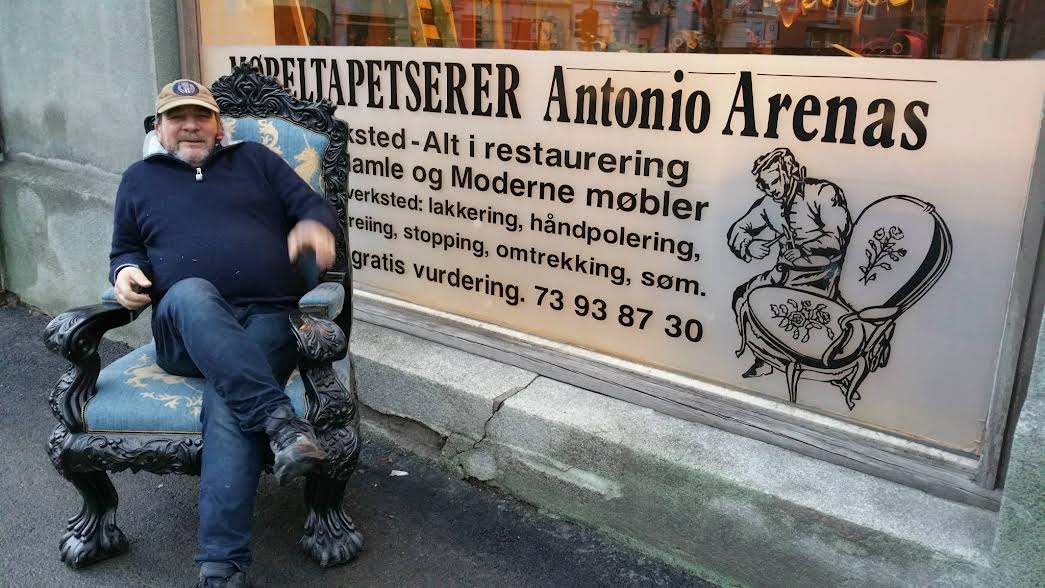 MØBELTAPETSERER Antonio Arenas
ksted - Alt i restaurering
amle og Moderne møbler
verksted: lakkering, håndpolering,
reiing, stopping, omtrekking, søm.
gratis vurdering. 73 93 87 30